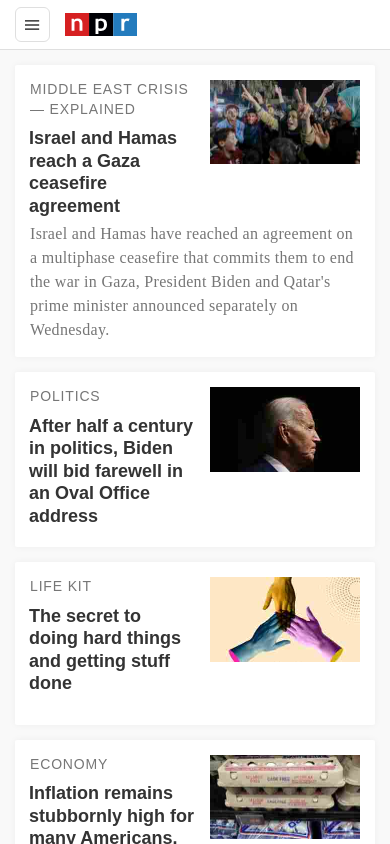 npr
MIDDLE EAST CRISIS
— EXPLAINED
Israel and Hamas
reach a Gaza
ceasefire
agreement
Israel and Hamas have reached an agreement on
a multiphase ceasefire that commits them to end
the war in Gaza, President Biden and Qatar's
prime minister announced separately on
Wednesday.
POLITICS
After half a century
in politics, Biden
will bid farewell in
an Oval Office
address
LIFE KIT
The secret to
doing hard things
and getting stuff
done
ECONOMY
Inflation remains
stubbornly high for
many Americans.